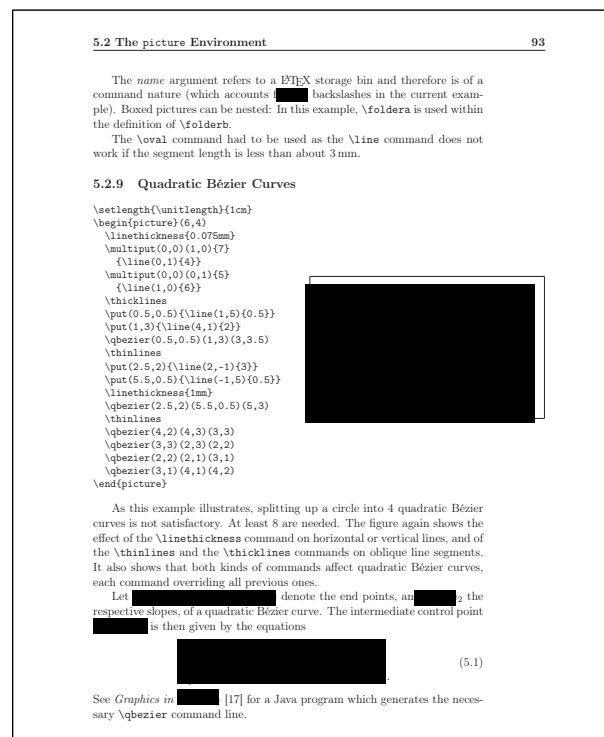 5.2 The picture Environment 93
The name argument refers to a LATEX storage bin and therefore is of a
command nature (which accounts backslashes in the current exam-
ple). Boxed pictures can be nested: In this example, \foldera is used within
the definition of \folderb.
The \oval command had to be used as the \line command does not
work if the segment length is less than about 3 mm.
5.2.9 Quadratic Bézier Curves
\setlength{\unitlength}{1cm}
\begin{picture}(6,4)
\linethickness{0.075mm}
\multiput(0,0)(1,0){7}
{\line(0,1){4}}
\multiput(0,0)(0,1){5}
{\line(1,0){6}}
\thicklines
\put(0.5,0.5){\line(1,5){0.5}}
\put(1,3){\line(4,1){2}}
\qbezier(0.5,0.5)(1,3)(3,3.5)
\thinlines
\put(2.5,2){\line(2,-1){3}}
\put(5.5,0.5){\line(-1,5){0.5}}
\linethickness{1mm}
\qbezier(2.5,2)(5.5,0.5)(5,3)
\thinlines
\qbezier(4,2)(4,3)(3,3)
\qbezier(3,3)(2,3)(2,2)
\qbezier(2,2)(2,1)(3,1)
\qbezier(3,1)(4,1)(4,2)
\end{picture}
As this example illustrates, splitting up a circle into 4 quadratic Bézier
curves is not satisfactory. At least 8 are needed. The figure again shows the
effect of the \linethickness command on horizontal or vertical lines, and of
the \thinlines and the \thicklines commands on oblique line segments.
It also shows that both kinds of commands affect quadratic Bézier curves,
each command overriding all previous ones.
Let denote the end points, an 2 the
respective slopes, of a quadratic Bézier curve. The intermediate control point
is then given by the equations
(5.1)
See Graphics in [17] for a Java program which generates the neces-
sary \qbezier command line.